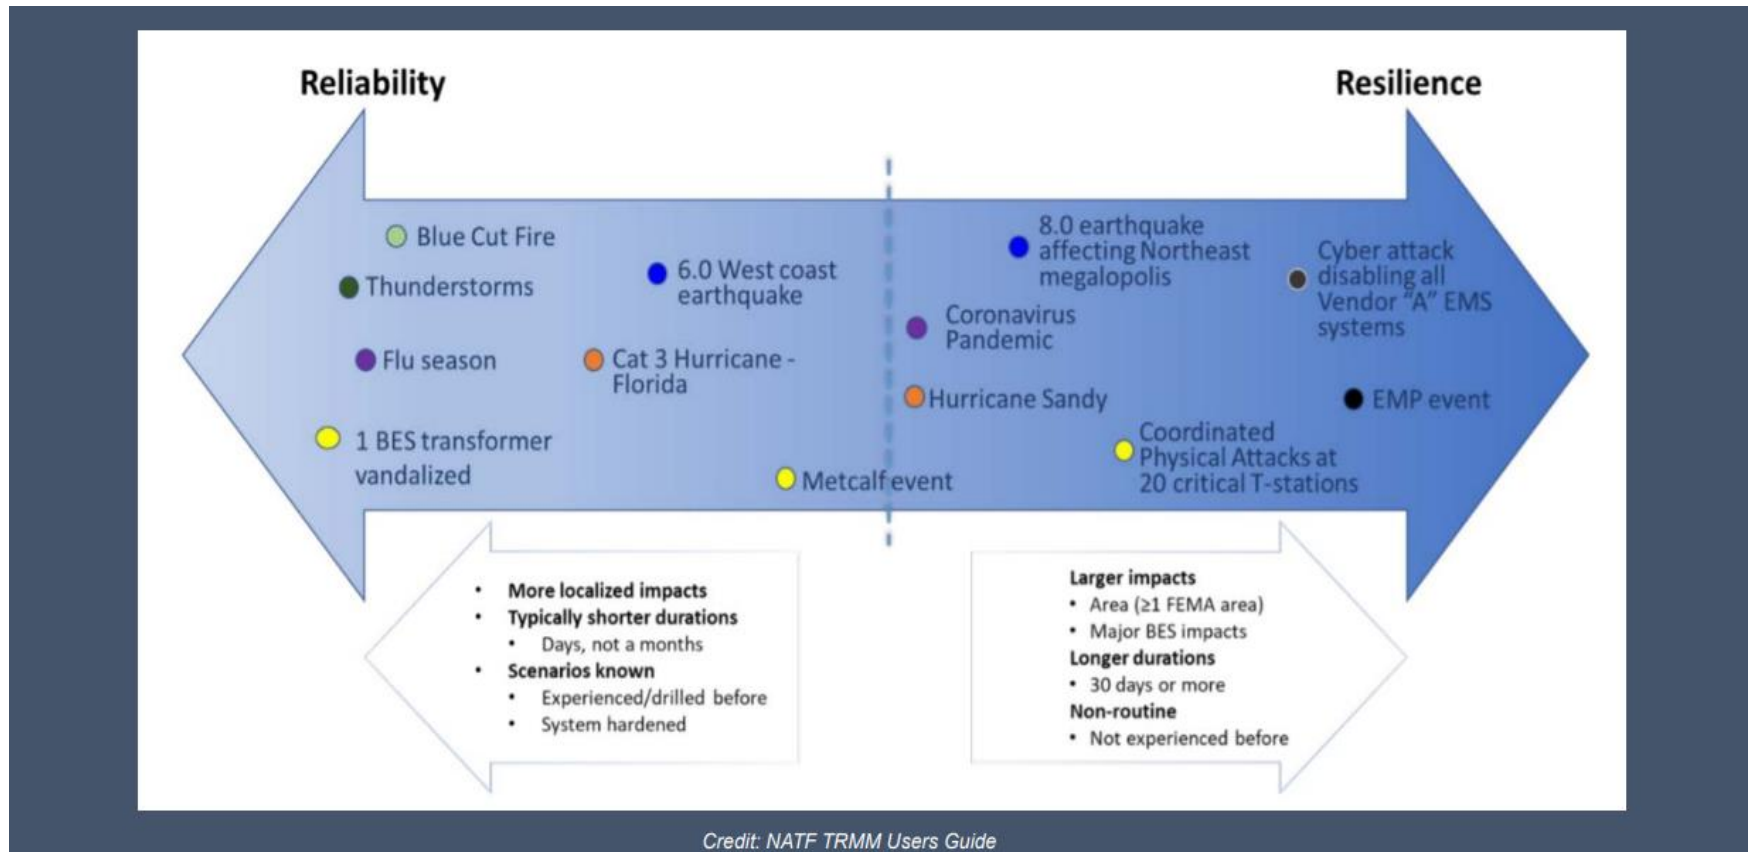 Reliability
Resilience
Blue Cut Fire
Thunderstorms
Flu season
1 BES transformer
vandalized
6.0 West coast
earthquake
Cat 3 Hurricane -
Florida
Metcalf event
8.0 earthquake
affecting Northeast
megalopolis
Coronavirus
Pandemic
Hurricane Sandy
Coordinated
Physical Attacks at
20 critical T-stations
Cyber attack
disabling all
Vendor “A” EMS
systems
EMP event
• More localized impacts
• Typically shorter durations
• Days, not a months
• Scenarios known
• Experienced/drilled before
• System hardened
Larger impacts
• Area (≥1 FEMA area)
• Major BES impacts
Longer durations
• 30 days or more
Non-routine
• Not experienced before
Credit: NATF TRMM Users Guide